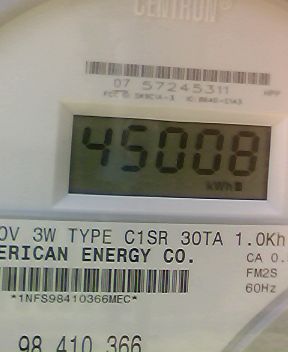 CENTRON®
07 57245311
45008
kWh
0V 3W TYPE C1SR 30TA 1.0Kh
ERICAN ENERGY CO.
CA 0.
FM2S
60Hz
*1NFS98410366MEC*
98 410 366